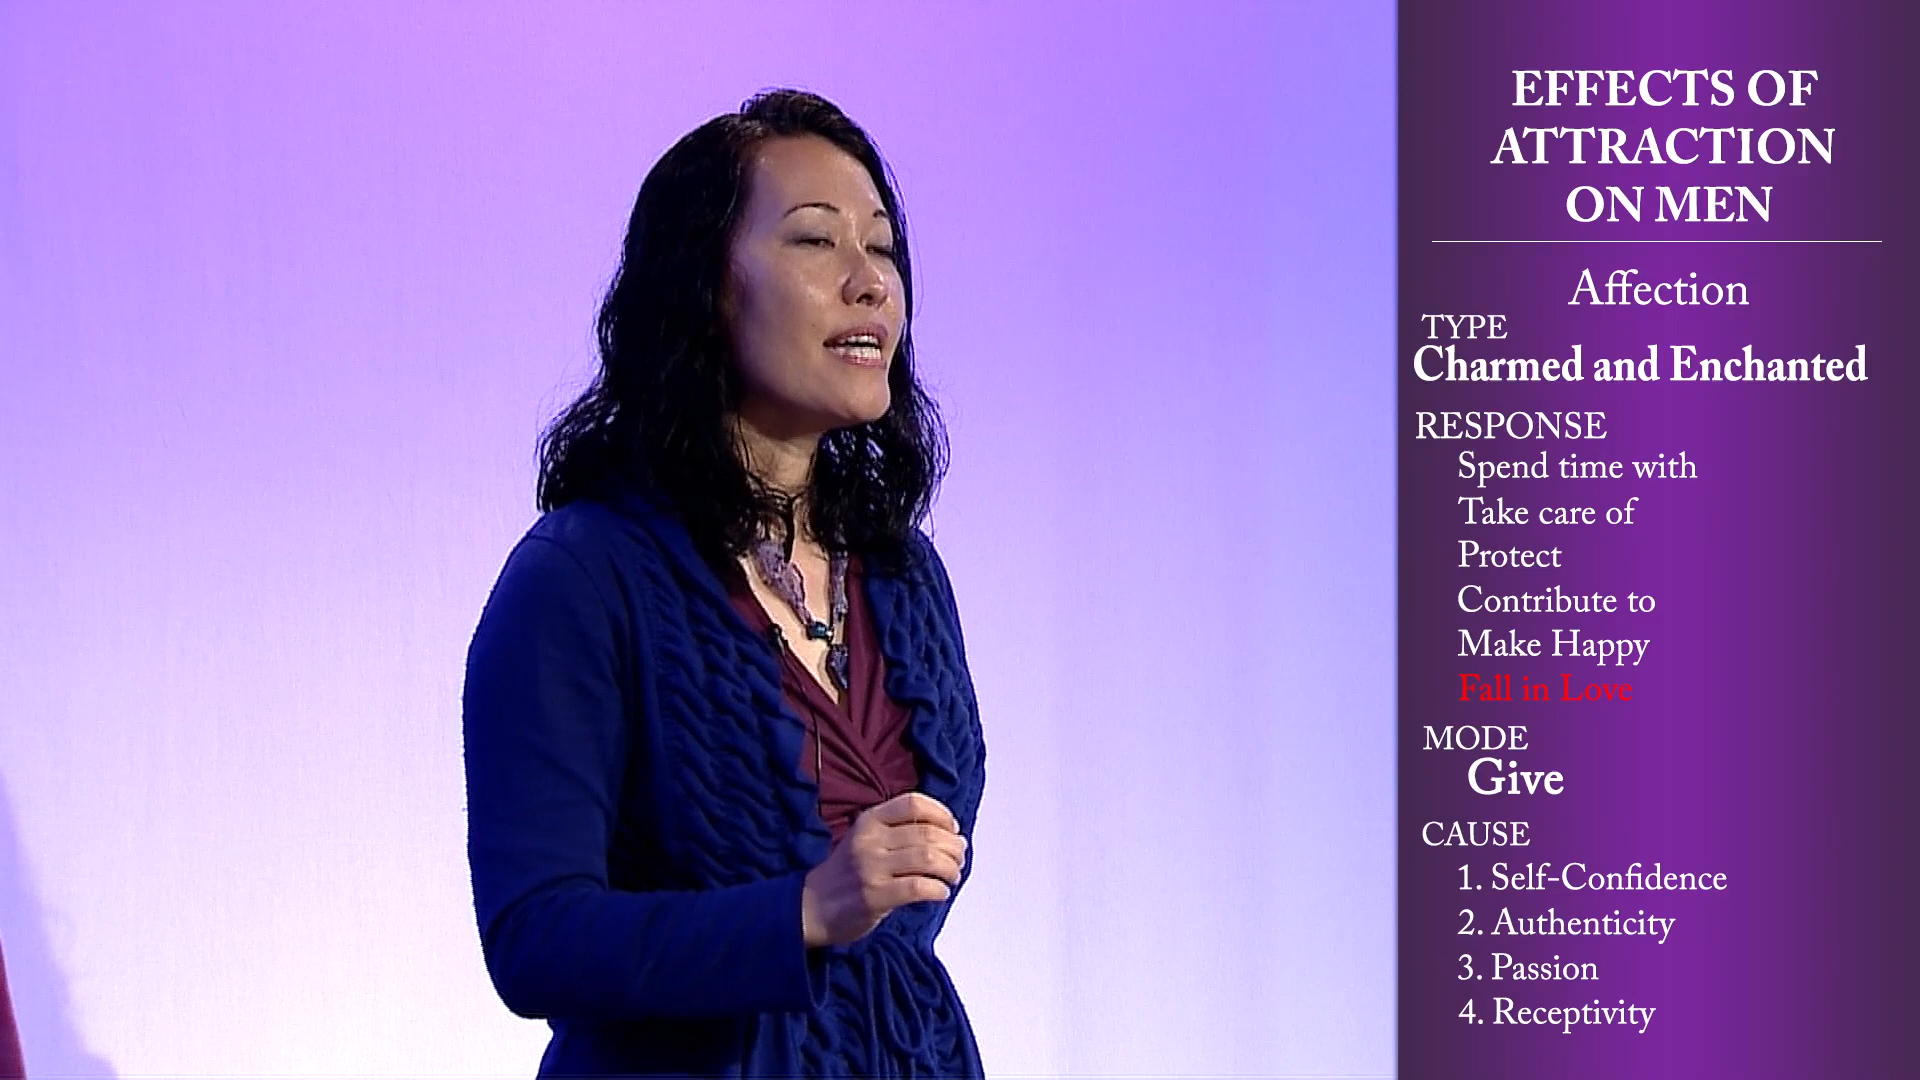 EFFECTS OF
ATTRACTION
ON MEN
Affection
TYPE
Charmed and Enchanted
RESPONSE
Spend time with
Take care of
Protect
Contribute to
Make Happy
Fall in Love
MODE
Give
CAUSE
1. Self-Confidence
2. Authenticity
3. Passion
4. Receptivity